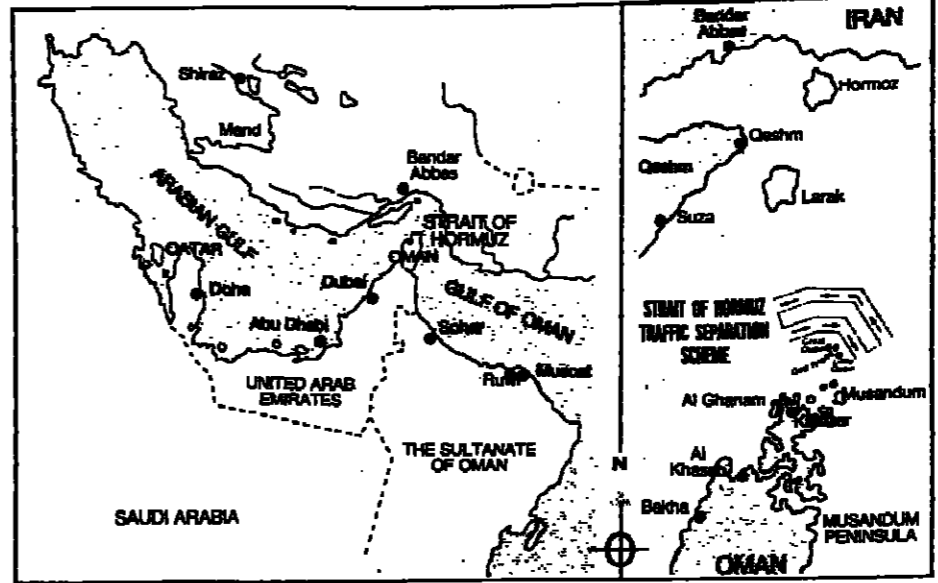 Shiraz
Mand
Bandar
Abbas
ARABIAN GULF
STRAIT OF
HORMUZ
OMAN
QATAR
Doha
Dubai
GULF OF OMAN
Abu Dhabi
Sohar
Ruwi
Muscat
UNITED ARAB
EMIRATES
THE SULTANATE
OF OMAN
SAUDI ARABIA
N
Bandar
Abbas
IRAN
Hormoz
Qeshm
Qeshm
Larak
Suza
STRAIT OF HORMUZ
TRAFFIC SEPARATION
SCHEME
Great
Al Ghanam
Musandum
Al
Khasab
Bakha
MUSANDUM
PENINSULA
OMAN